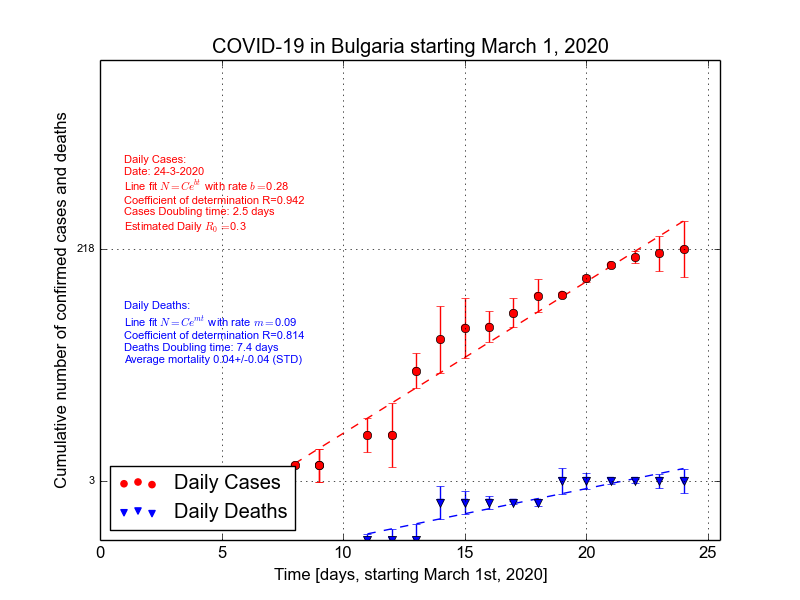 COVID-19 in Bulgaria starting March 1, 2020
Cumulative number of confirmed cases and deaths
Daily Cases:
Date: 24-3-2020
Line fit N = Ce^{bt} with rate b =0.28
Coefficient of determination R=0.942
Cases Doubling time: 2.5 days
Estimated Daily R_0 =0.3
218
Daily Deaths:
Line fit N = Ce^{mt} with rate m =0.09
Coefficient of determination R=0.814
Deaths Doubling time: 7.4 days
Average mortality 0.04+/-0.04 (STD)
3
Daily Cases
Daily Deaths
0 5 10 15 20 25
Time [days, starting March 1st, 2020]